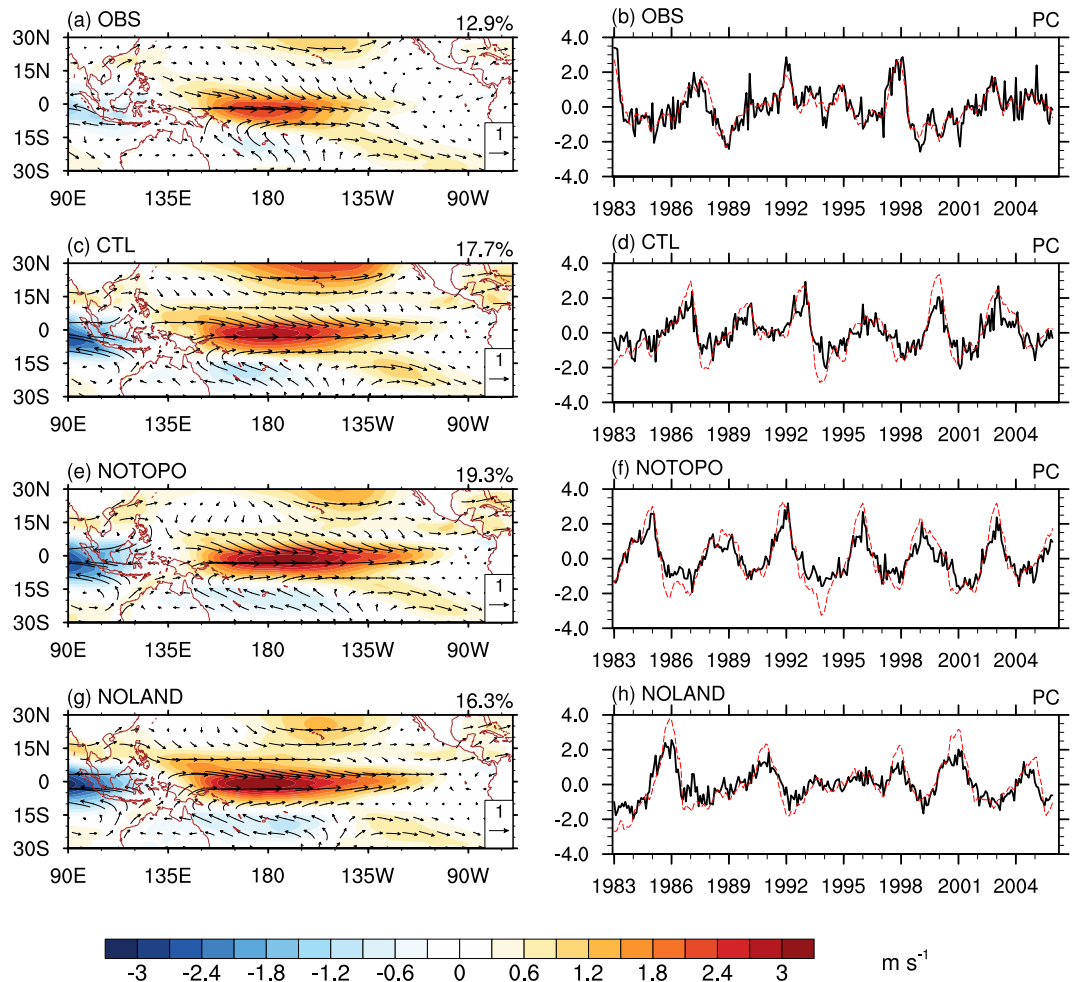 (a) OBS 12.9%
30N
15N
0
15S
30S
1
90E 135E 180 135W 90W
(b) OBS PC
4.0
2.0
0.0
-2.0
-4.0
1983 1986 1989 1992 1995 1998 2001 2004
(c) CTL 17.7%
30N
15N
0
15S
30S
1
90E 135E 180 135W 90W
(d) CTL PC
4.0
2.0
0.0
-2.0
-4.0
1983 1986 1989 1992 1995 1998 2001 2004
(e) NOTOPO 19.3%
30N
15N
0
15S
30S
1
90E 135E 180 135W 90W
(f) NOTOPO PC
4.0
2.0
0.0
-2.0
-4.0
1983 1986 1989 1992 1995 1998 2001 2004
(g) NOLAND 16.3%
30N
15N
0
15S
30S
1
90E 135E 180 135W 90W
(h) NOLAND PC
4.0
2.0
0.0
-2.0
-4.0
1983 1986 1989 1992 1995 1998 2001 2004
-3 -2.4 -1.8 -1.2 -0.6 0 0.6 1.2 1.8 2.4 3 m s⁻¹